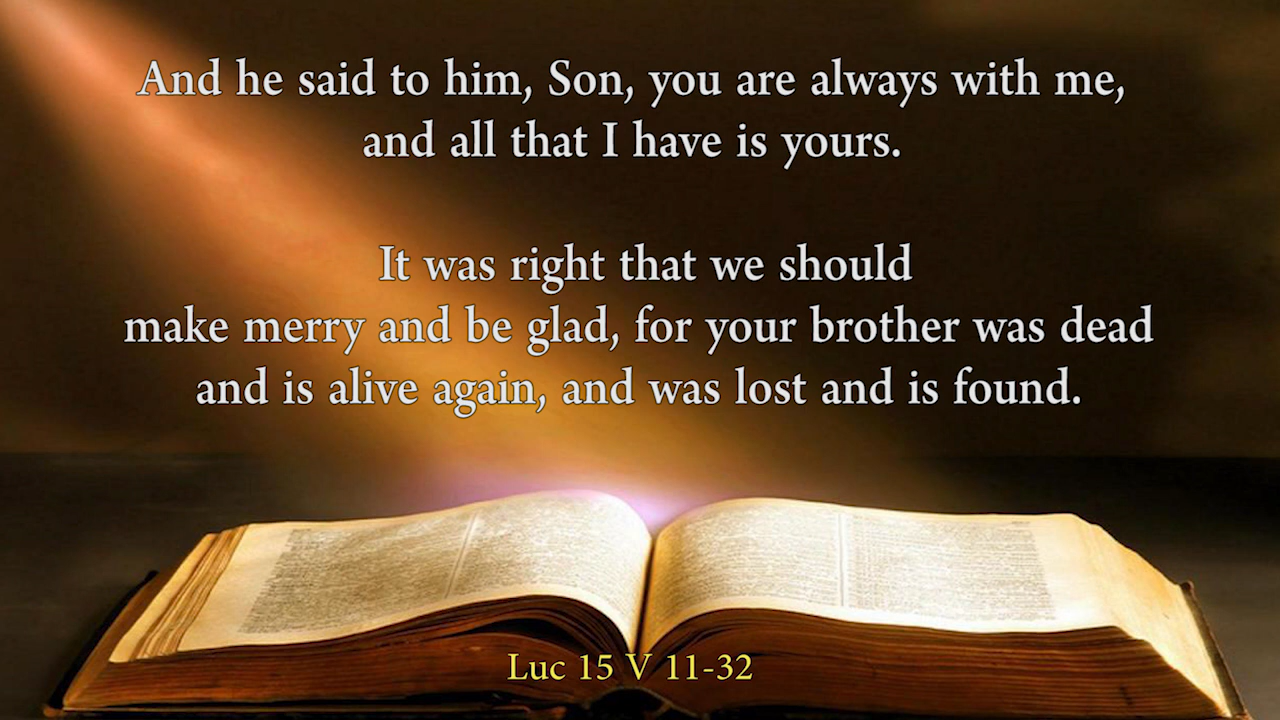 And he said to him, Son, you are always with me,
and all that I have is yours.
It was right that we should
make merry and be glad, for your brother was dead
and is alive again, and was lost and is found.
Luc 15 V 11-32